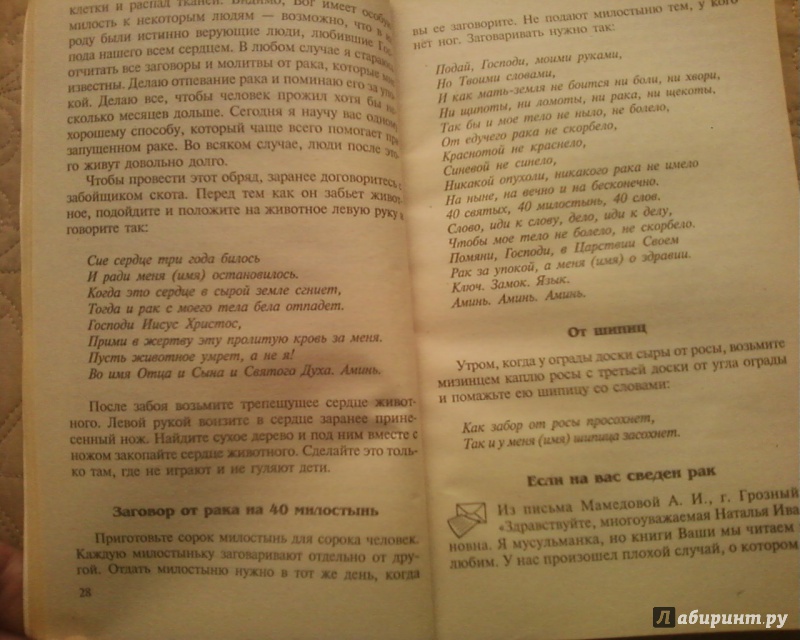 клетки и распад тканей. Видимо, Бог имеет особую
милость к некоторым людям — возможно, что в их
роду были истинно верующие люди, любившие Гос-
пода нашего всем сердцем. В любом случае я стараюсь
отчитать все заговоры и молитвы от рака, которые мне
известны. Делаю отпевание рака и поминаю его за упо-
кой. Делаю все, чтобы человек прожил хотя бы на
сколько месяцев дольше. Сегодня я научу вас одному
хорошему способу, который чаще всего помогает при
запущенном раке. Во всяком случае, люди после это-
го живут довольно долго.
Чтобы провести этот обряд, заранее договоритесь с
забойщиком скота. Перед тем как он забьет живот-
ное, подойдите и положите на животное левую руку и
говорите так:
Сие сердце три года билось
И ради меня (имя) остановилось.
Когда это сердце в сырой земле сгниет,
Тогда и рак с моего тела бела отпадет.
Господи Иисус Христос,
Прими в жертву эту пролитую кровь за меня.
Пусть животное умрет, а не я!
Во имя Отца и Сына и Святого Духа. Аминь.
После забоя возьмите трепещущее сердце живот-
ного. Левой рукой вонзите в сердце заранее прине-
сенный нож. Найдите сухое дерево и под ним вместе с
ножом закопайте сердце животного. Сделайте это толь-
ко там, где не играют и не гуляют дети.
Заговор от рака на 40 милостынь
Приготовьте сорок милостынь для сорока человек.
Каждую милостыньку заговаривают отдельно от дру-
гой. Отдать милостыню нужно в тот же день, когда
28
вы ее заговорите. Не подают милостыню тем, у кого
нет ног. Заговаривать нужно так:
Подай, Господи, моими руками,
Но Твоими словами,
И как мать-земля не боится ни боли, ни хвори,
Ни щипоты, ни ломоты, ни рака, ни щекоты,
Так бы и мое тело не ныло, не болело,
От едучего рака не скорбело,
Краснотой не краснело,
Синевой не синело,
Никакой опухоли, никакого рака не имело
На ныне, на вечно и на бесконечно.
40 святых, 40 милостынь, 40 слов.
Слово, иди к слову, дело, иди к делу,
Чтобы мое тело не болело, не скорбело.
Помяни, Господи, в Царствии Своем
Рак за упокой, а меня (имя) о здравии.
Ключ. Замок. Язык.
Аминь. Аминь. Аминь.
От шипиц
Утром, когда у ограды доски сыры от росы, возьмите
мизинцем каплю росы с третьей доски от угла ограды
и помажьте ею шипицу со словами:
Как забор от росы просохнет,
Так и у меня (имя) шипица засохнет.
Если на вас сведен рак
Из письма Мамедовой А. И., г. Грозный
«Здравствуйте, многоуважаемая Наталья Ива
новна. Я мусульманка, но книги Ваши мы читаем
любим. У нас произошел плохой случай, о котором
Лабиринт.ру